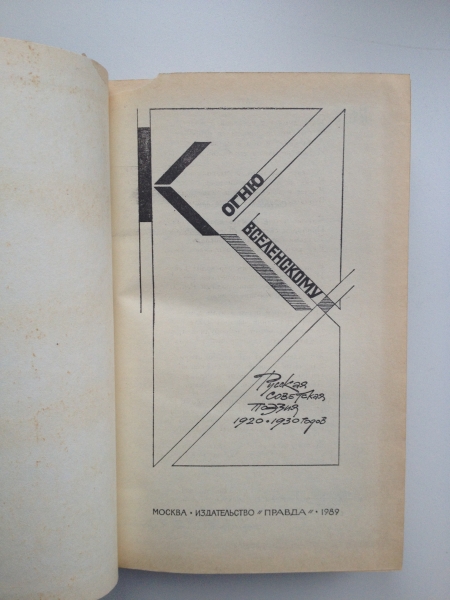 К
ОГНЮ
ВСЕЛЕНСКОМУ
Русская
советская
поэзия
1920•1930 годов
МОСКВА • ИЗДАТЕЛЬСТВО «ПРАВДА» • 1989